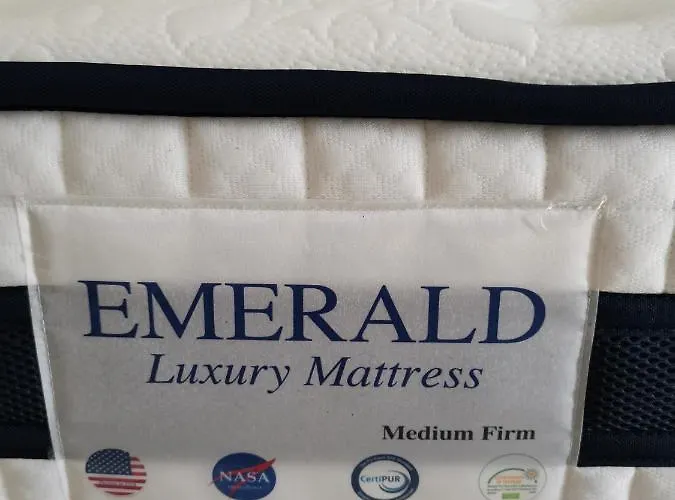 EMERALD
Luxury Mattress
Medium Firm
NASA
CertiPUR